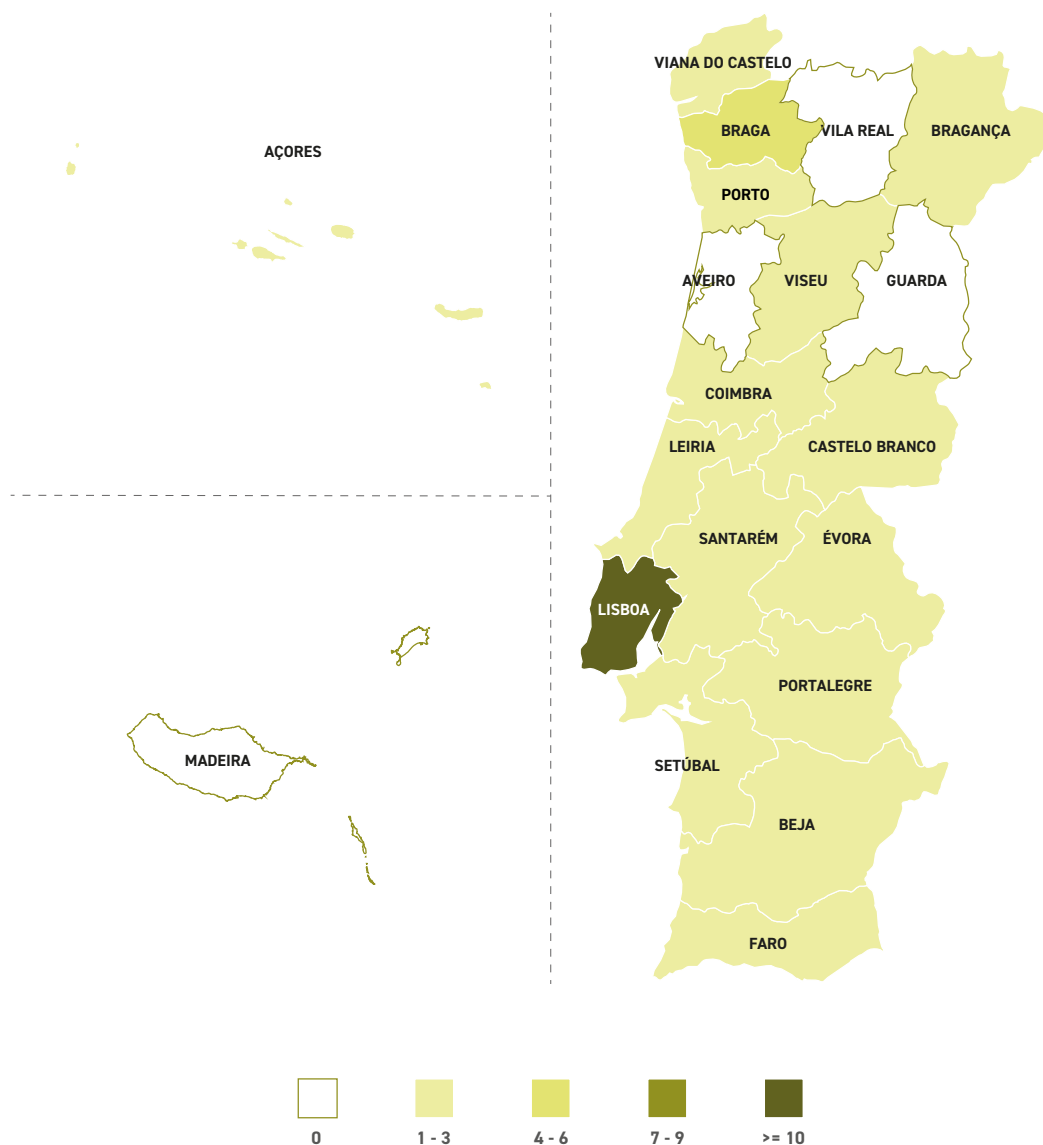 VIANA DO CASTELO
BRAGA
VILA REAL
BRAGANÇA
AÇORES
PORTO
AVEIRO
VISEU
GUARDA
COIMBRA
LEIRIA
CASTELO BRANCO
SANTARÉM
ÉVORA
LISBOA
PORTALEGRE
MADEIRA
SETÚBAL
BEJA
FARO
0
1 - 3
4 - 6
7 - 9
>= 10